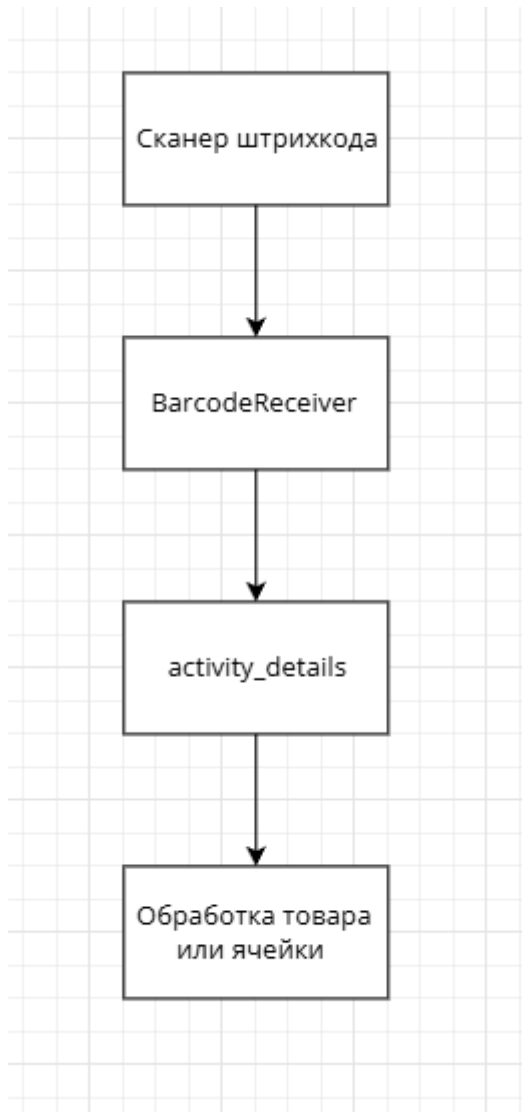 Сканер штрихкода
BarcodeReceiver
activity_details
Обработка товара
или ячейки